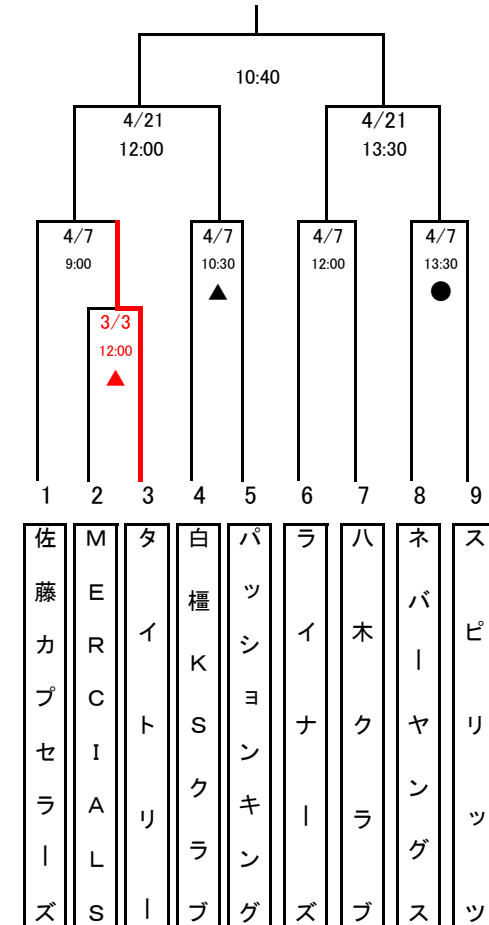 10:40
4/21
12:00
4/21
13:30
4/7
9:00
4/7
10:30
▲
4/7
12:00
4/7
13:30
●
3/3
12:00
▲
1 2 3 4 5 6 7 8 9
佐藤カプセラーズ
MERCIALS
タイトリー
白橿KSクラブ
パッションキング
ライナーズ
八木クラブ
ネバーヤングス
スピリッツ